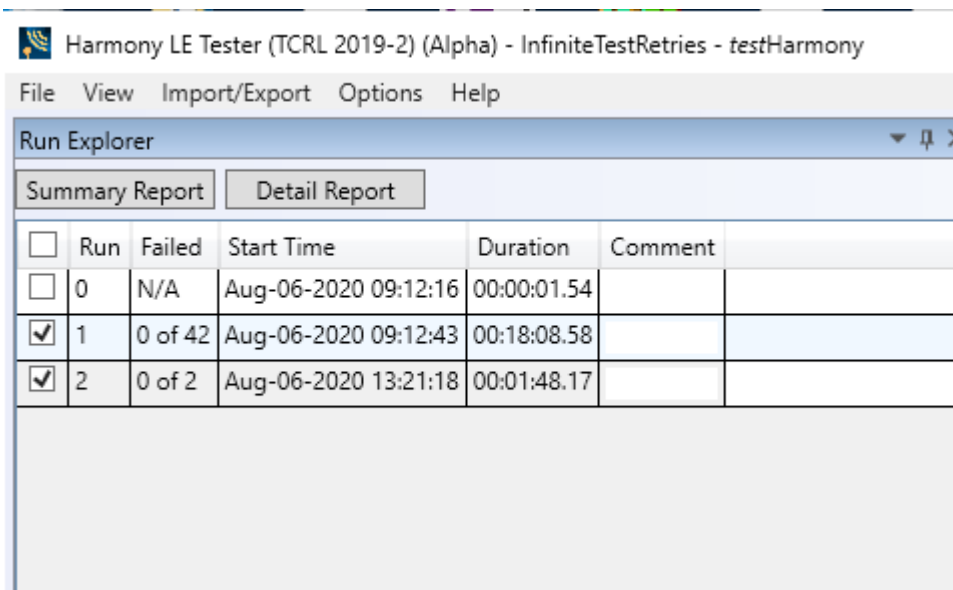 Harmony LE Tester (TCRL 2019-2) (Alpha) - InfiniteTestRetries - testHarmony
File View Import/Export Options Help
Run Explorer
Summary Report Detail Report
Run Failed Start Time Duration Comment
0 N/A Aug-06-2020 09:12:16 00:00:01.54
1 0 of 42 Aug-06-2020 09:12:43 00:18:08.58
2 0 of 2 Aug-06-2020 13:21:18 00:01:48.17